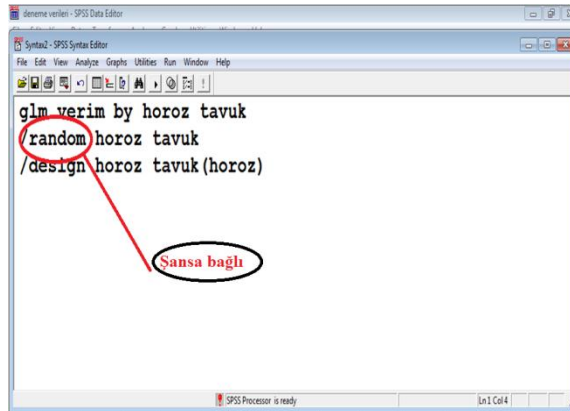 deneme verileri - SPSS Data Editor
Syntax2 - SPSS Syntax Editor
File Edit View Analyze Graphs Utilities Run Window Help
glm verim by horoz tavuk
/random horoz tavuk
/design horoz tavuk(horoz)
Şansa bağlı
SPSS Processor is ready
Ln 1 Col 4